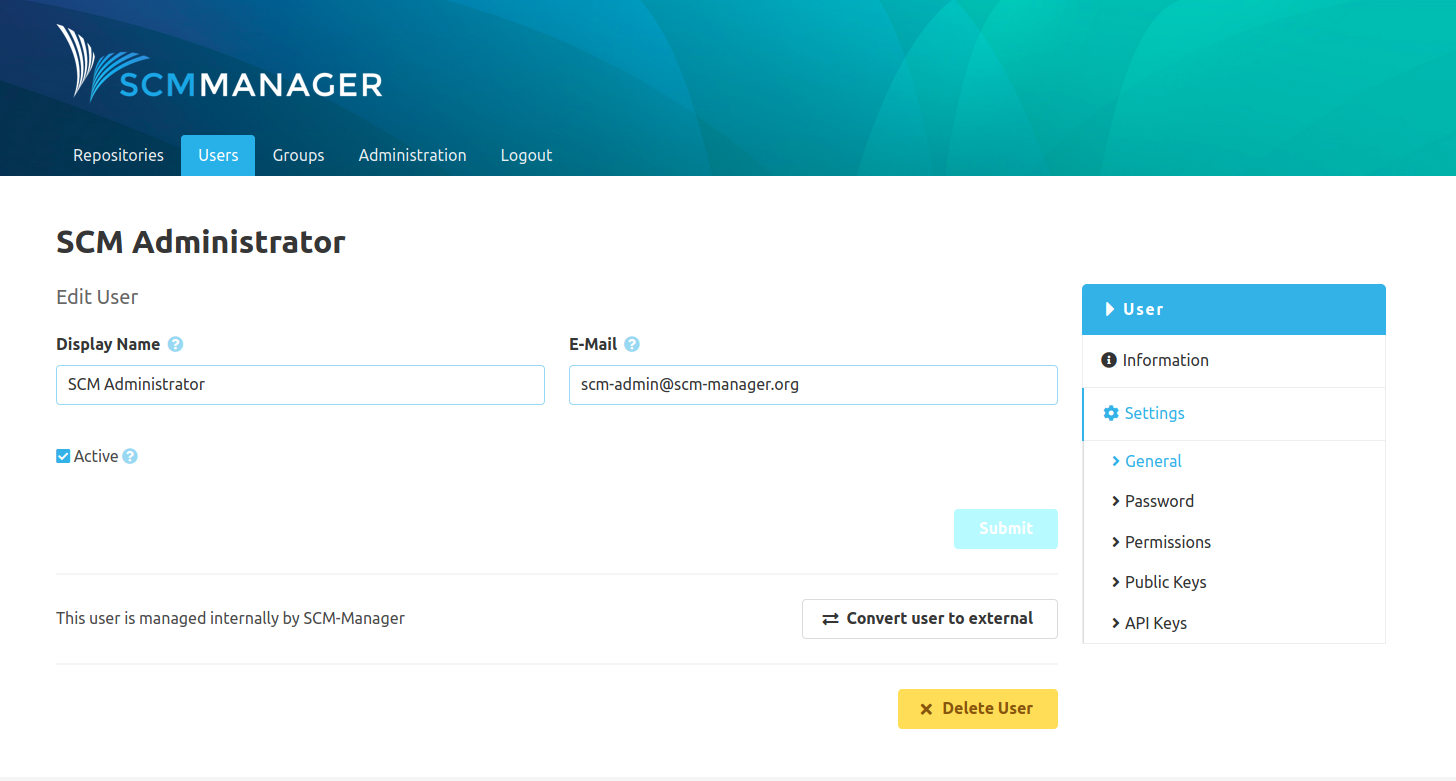 SCMMANAGER
Repositories Users Groups Administration Logout
SCM Administrator
Edit User
Display Name ?
SCM Administrator
E-Mail ?
scm-admin@scm-manager.org
Active ?
Submit
This user is managed internally by SCM-Manager
Convert user to external
Delete User
User
Information
Settings
General
Password
Permissions
Public Keys
API Keys